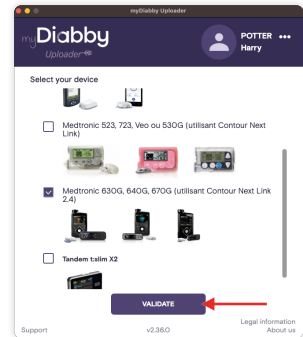 myDiabby Uploader
myDiabby
Uploader
POTTER
Harry
Select your device
Medtronic 523, 723, Veo ou 530G (utilisant Contour Next
Link)
Medtronic 630G, 640G, 670G (utilisant Contour Next Link
2.4)
Tandem t:slim X2
VALIDATE
Support
v2.36.0
Legal information
About us